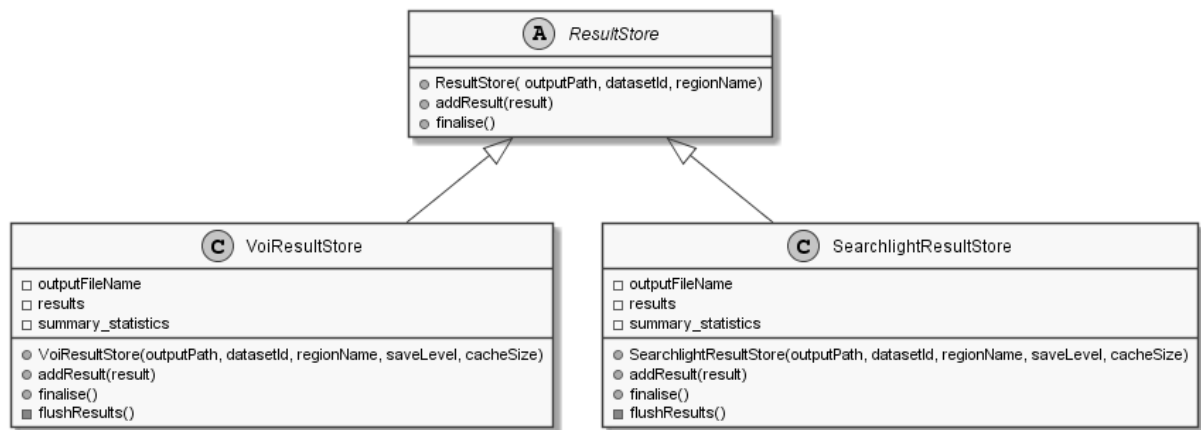 A ResultStore
ResultStore( outputPath, datasetId, regionName)
addResult(result)
finalise()
C VoiResultStore
outputFileName
results
summary_statistics
VoiResultStore(outputPath, datasetId, regionName, saveLevel, cacheSize)
addResult(result)
finalise()
flushResults()
C SearchlightResultStore
outputFileName
results
summary_statistics
SearchlightResultStore(outputPath, datasetId, regionName, saveLevel, cacheSize)
addResult(result)
finalise()
flushResults()